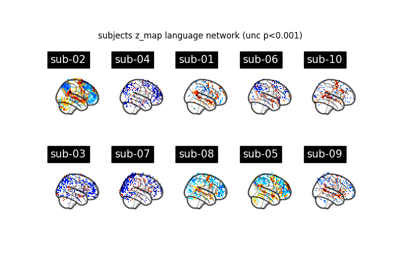 subjects z_map language network (unc p<0.001)
sub-02 sub-04 sub-01 sub-06 sub-10
sub-03 sub-07 sub-08 sub-05 sub-09